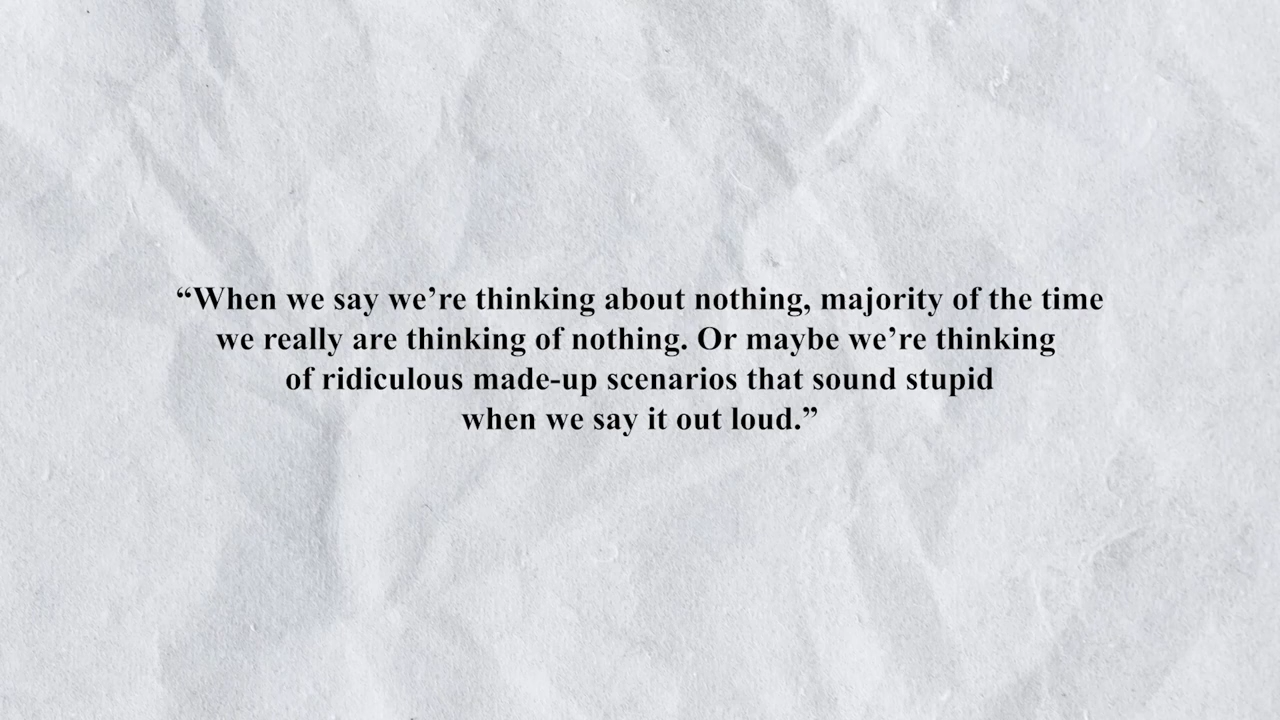 “When we say we’re thinking about nothing, majority of the time
we really are thinking of nothing. Or maybe we’re thinking
of ridiculous made-up scenarios that sound stupid
when we say it out loud.”